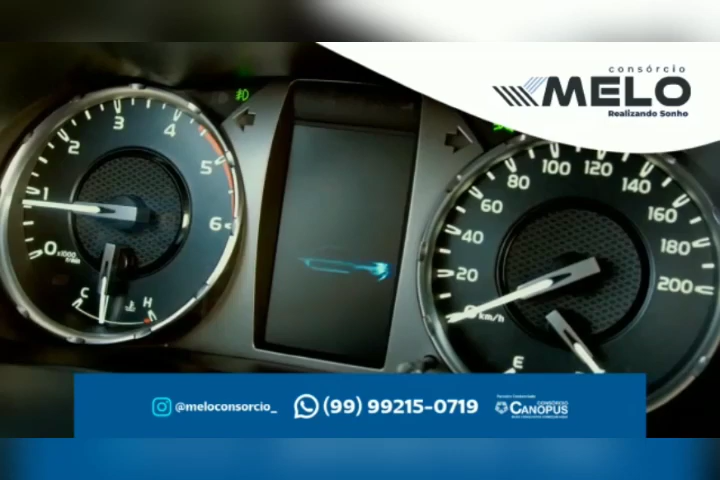 consórcio
MELO
Realizando Sonho
0 1 2 3 4 5 6
x1000
r/min
C H
0 20 40 60 80 100 120 140 160 180 200
km/h
E
@meloconsorcio_
(99) 99215-0719
CONSÓRCIO
CANOPUS